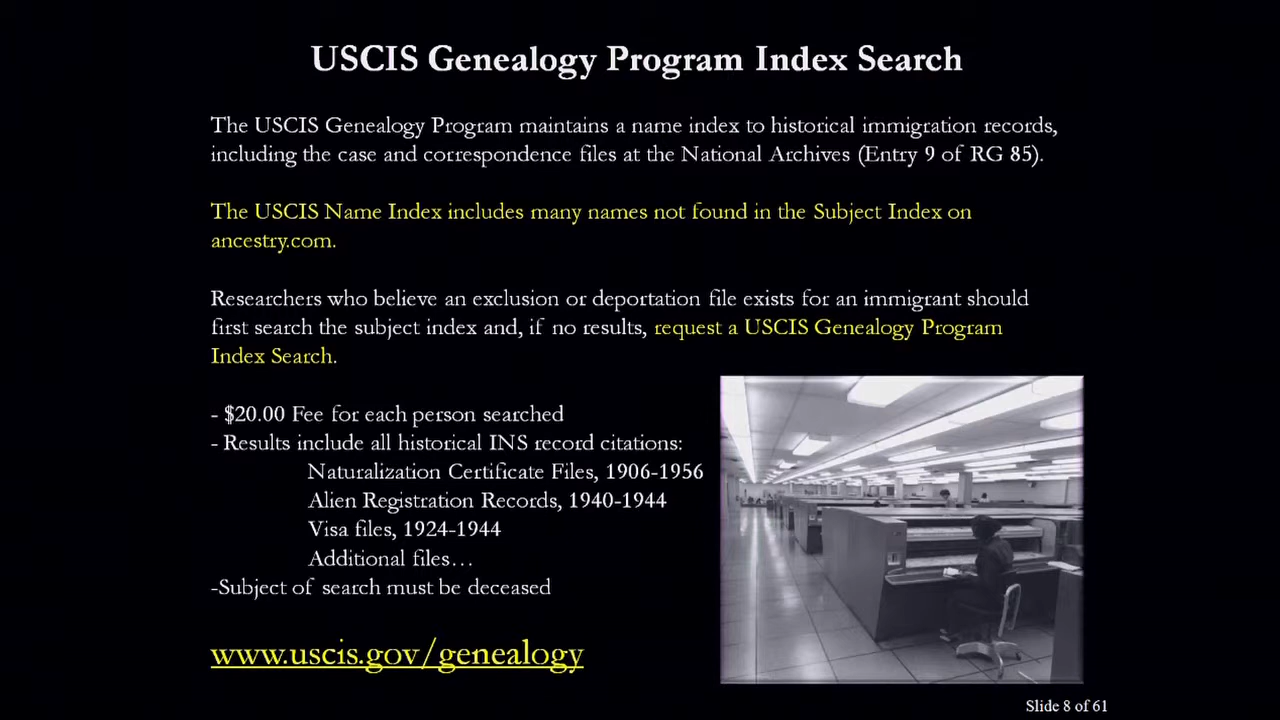 USCIS Genealogy Program Index Search
The USCIS Genealogy Program maintains a name index to historical immigration records,
including the case and correspondence files at the National Archives (Entry 9 of RG 85).
The USCIS Name Index includes many names not found in the Subject Index on
ancestry.com.
Researchers who believe an exclusion or deportation file exists for an immigrant should
first search the subject index and, if no results, request a USCIS Genealogy Program
Index Search.
- $20.00 Fee for each person searched
- Results include all historical INS record citations:
Naturalization Certificate Files, 1906-1956
Alien Registration Records, 1940-1944
Visa files, 1924-1944
Additional files…
-Subject of search must be deceased
www.uscis.gov/genealogy
Slide 8 of 61